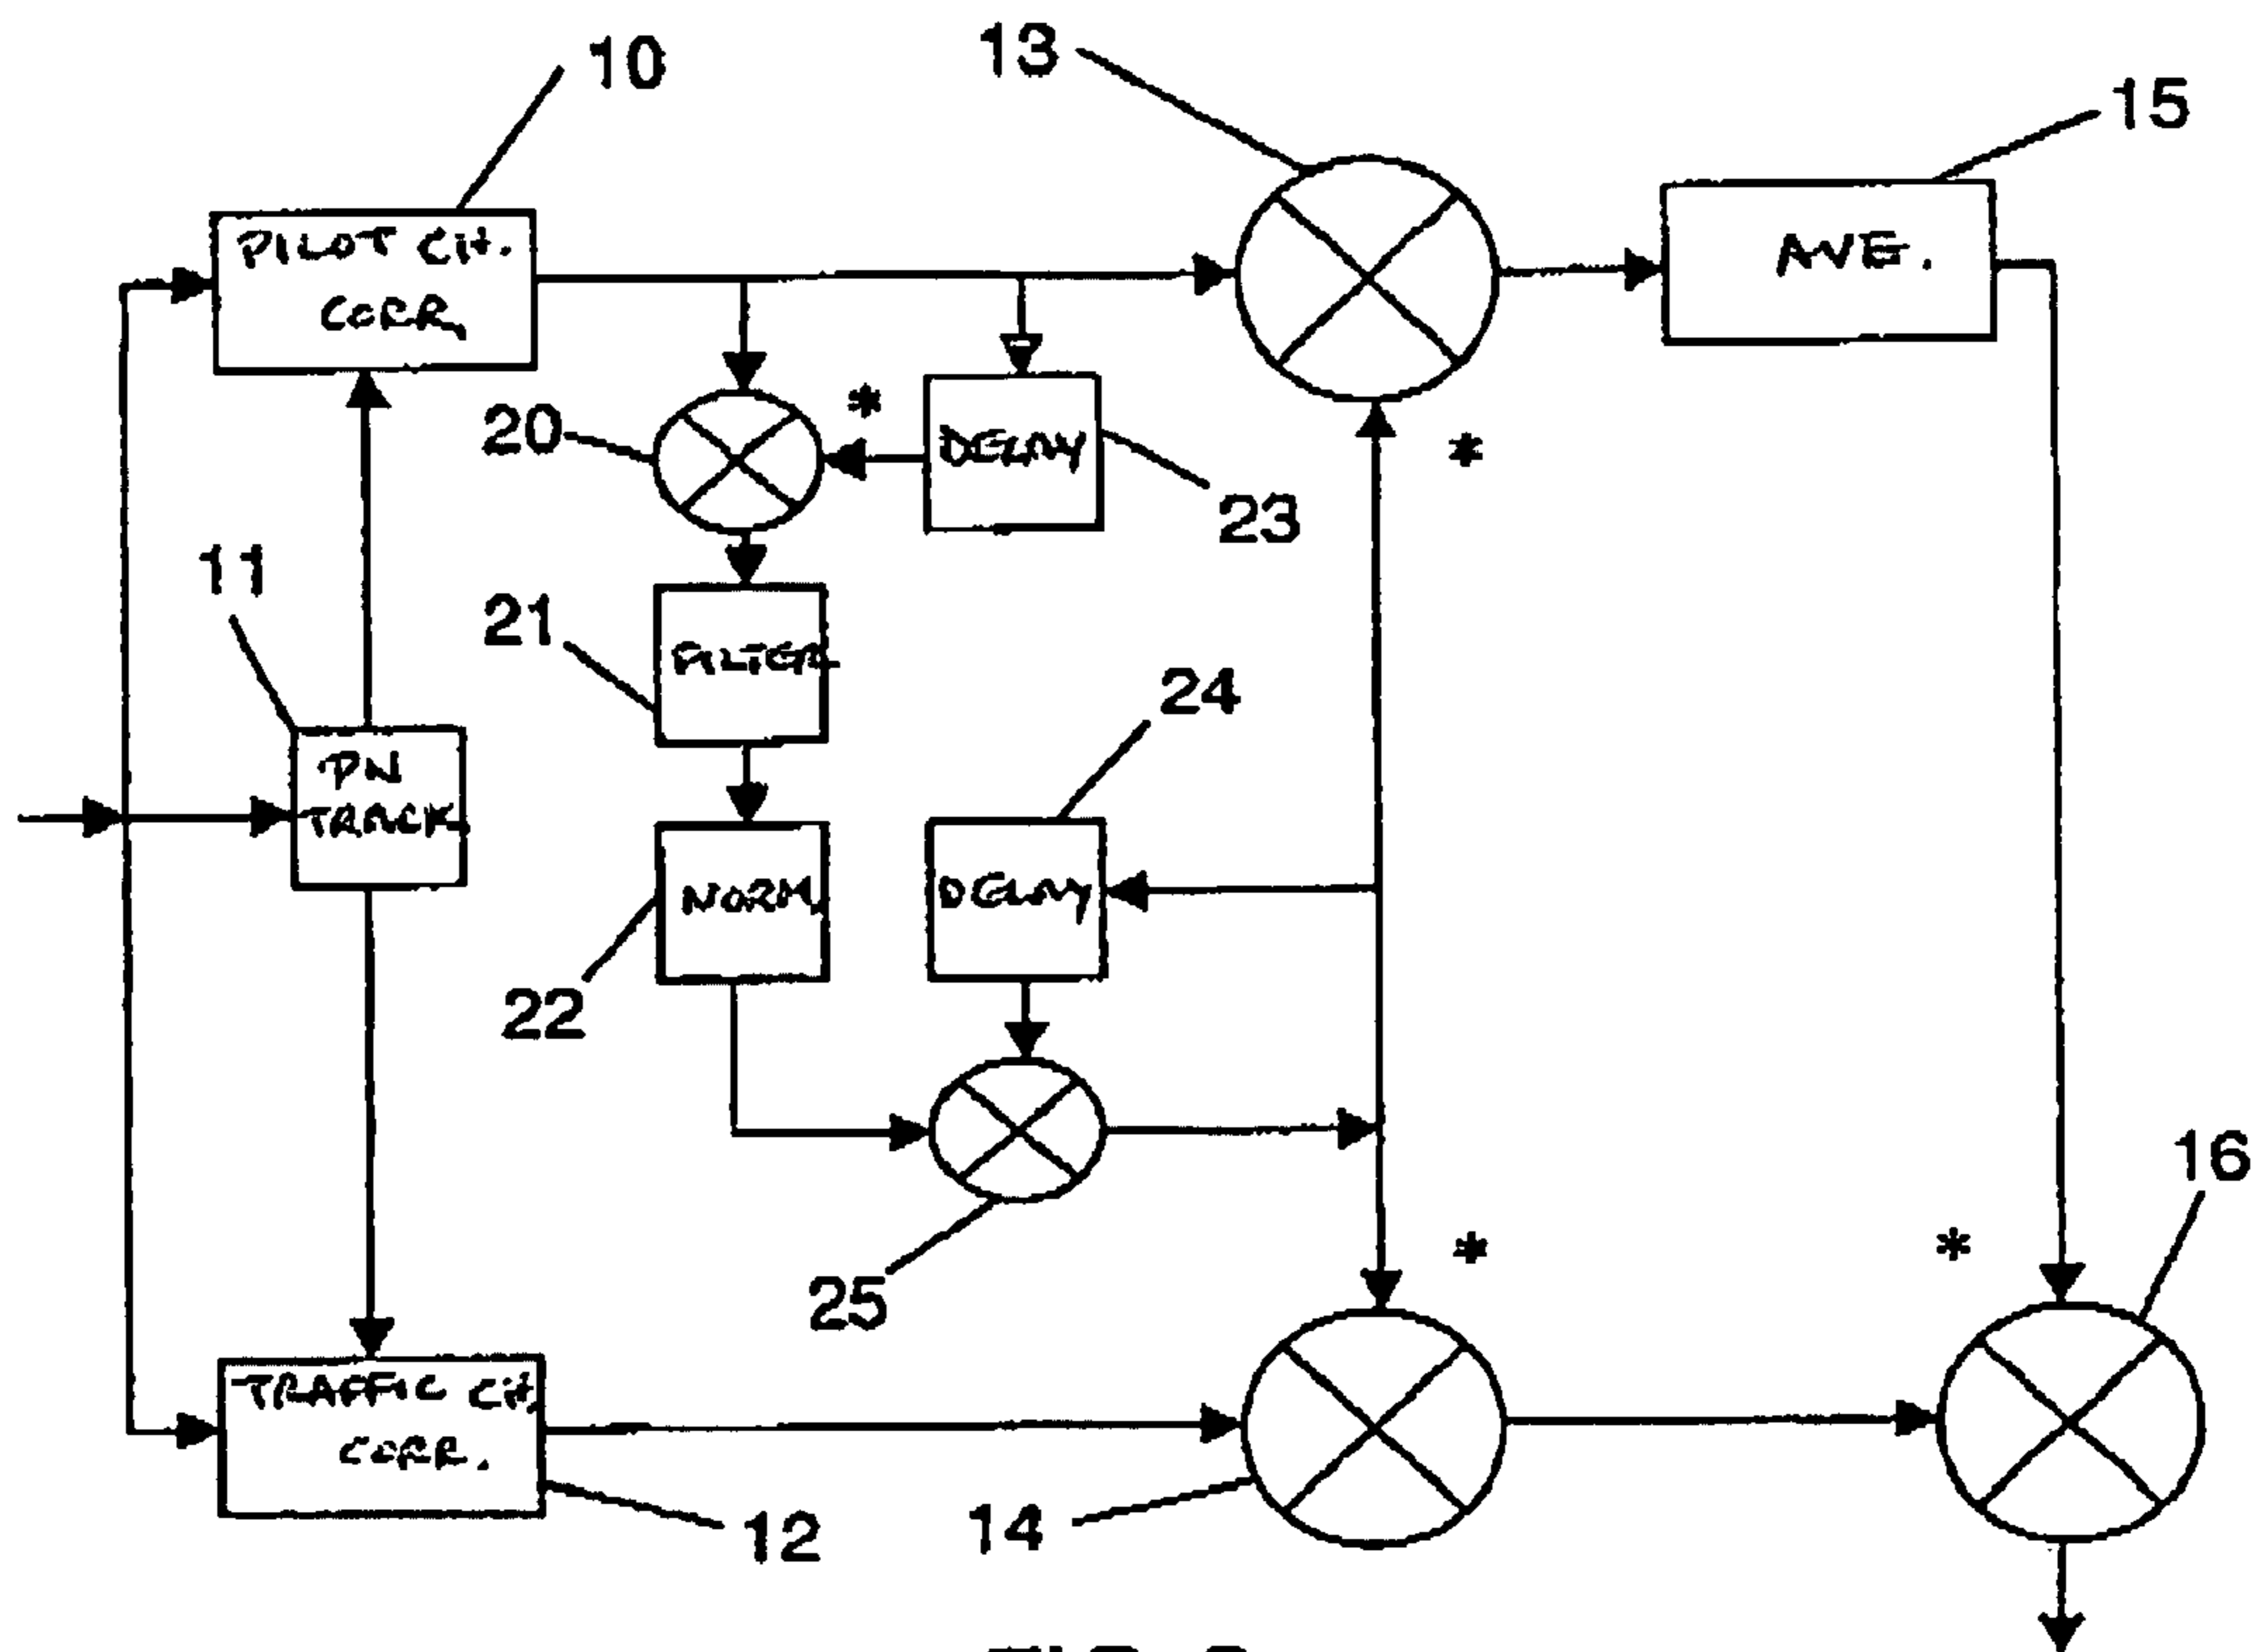 10
13
15
PILOT CH.
CORR,
AVE.
*
20
DELAY
*
23
11
21
FILTER
24
PN
TRACK
NORM.
DELAY
22
16
*
*
25
TRAFFIC CH.
CORR.
14
12